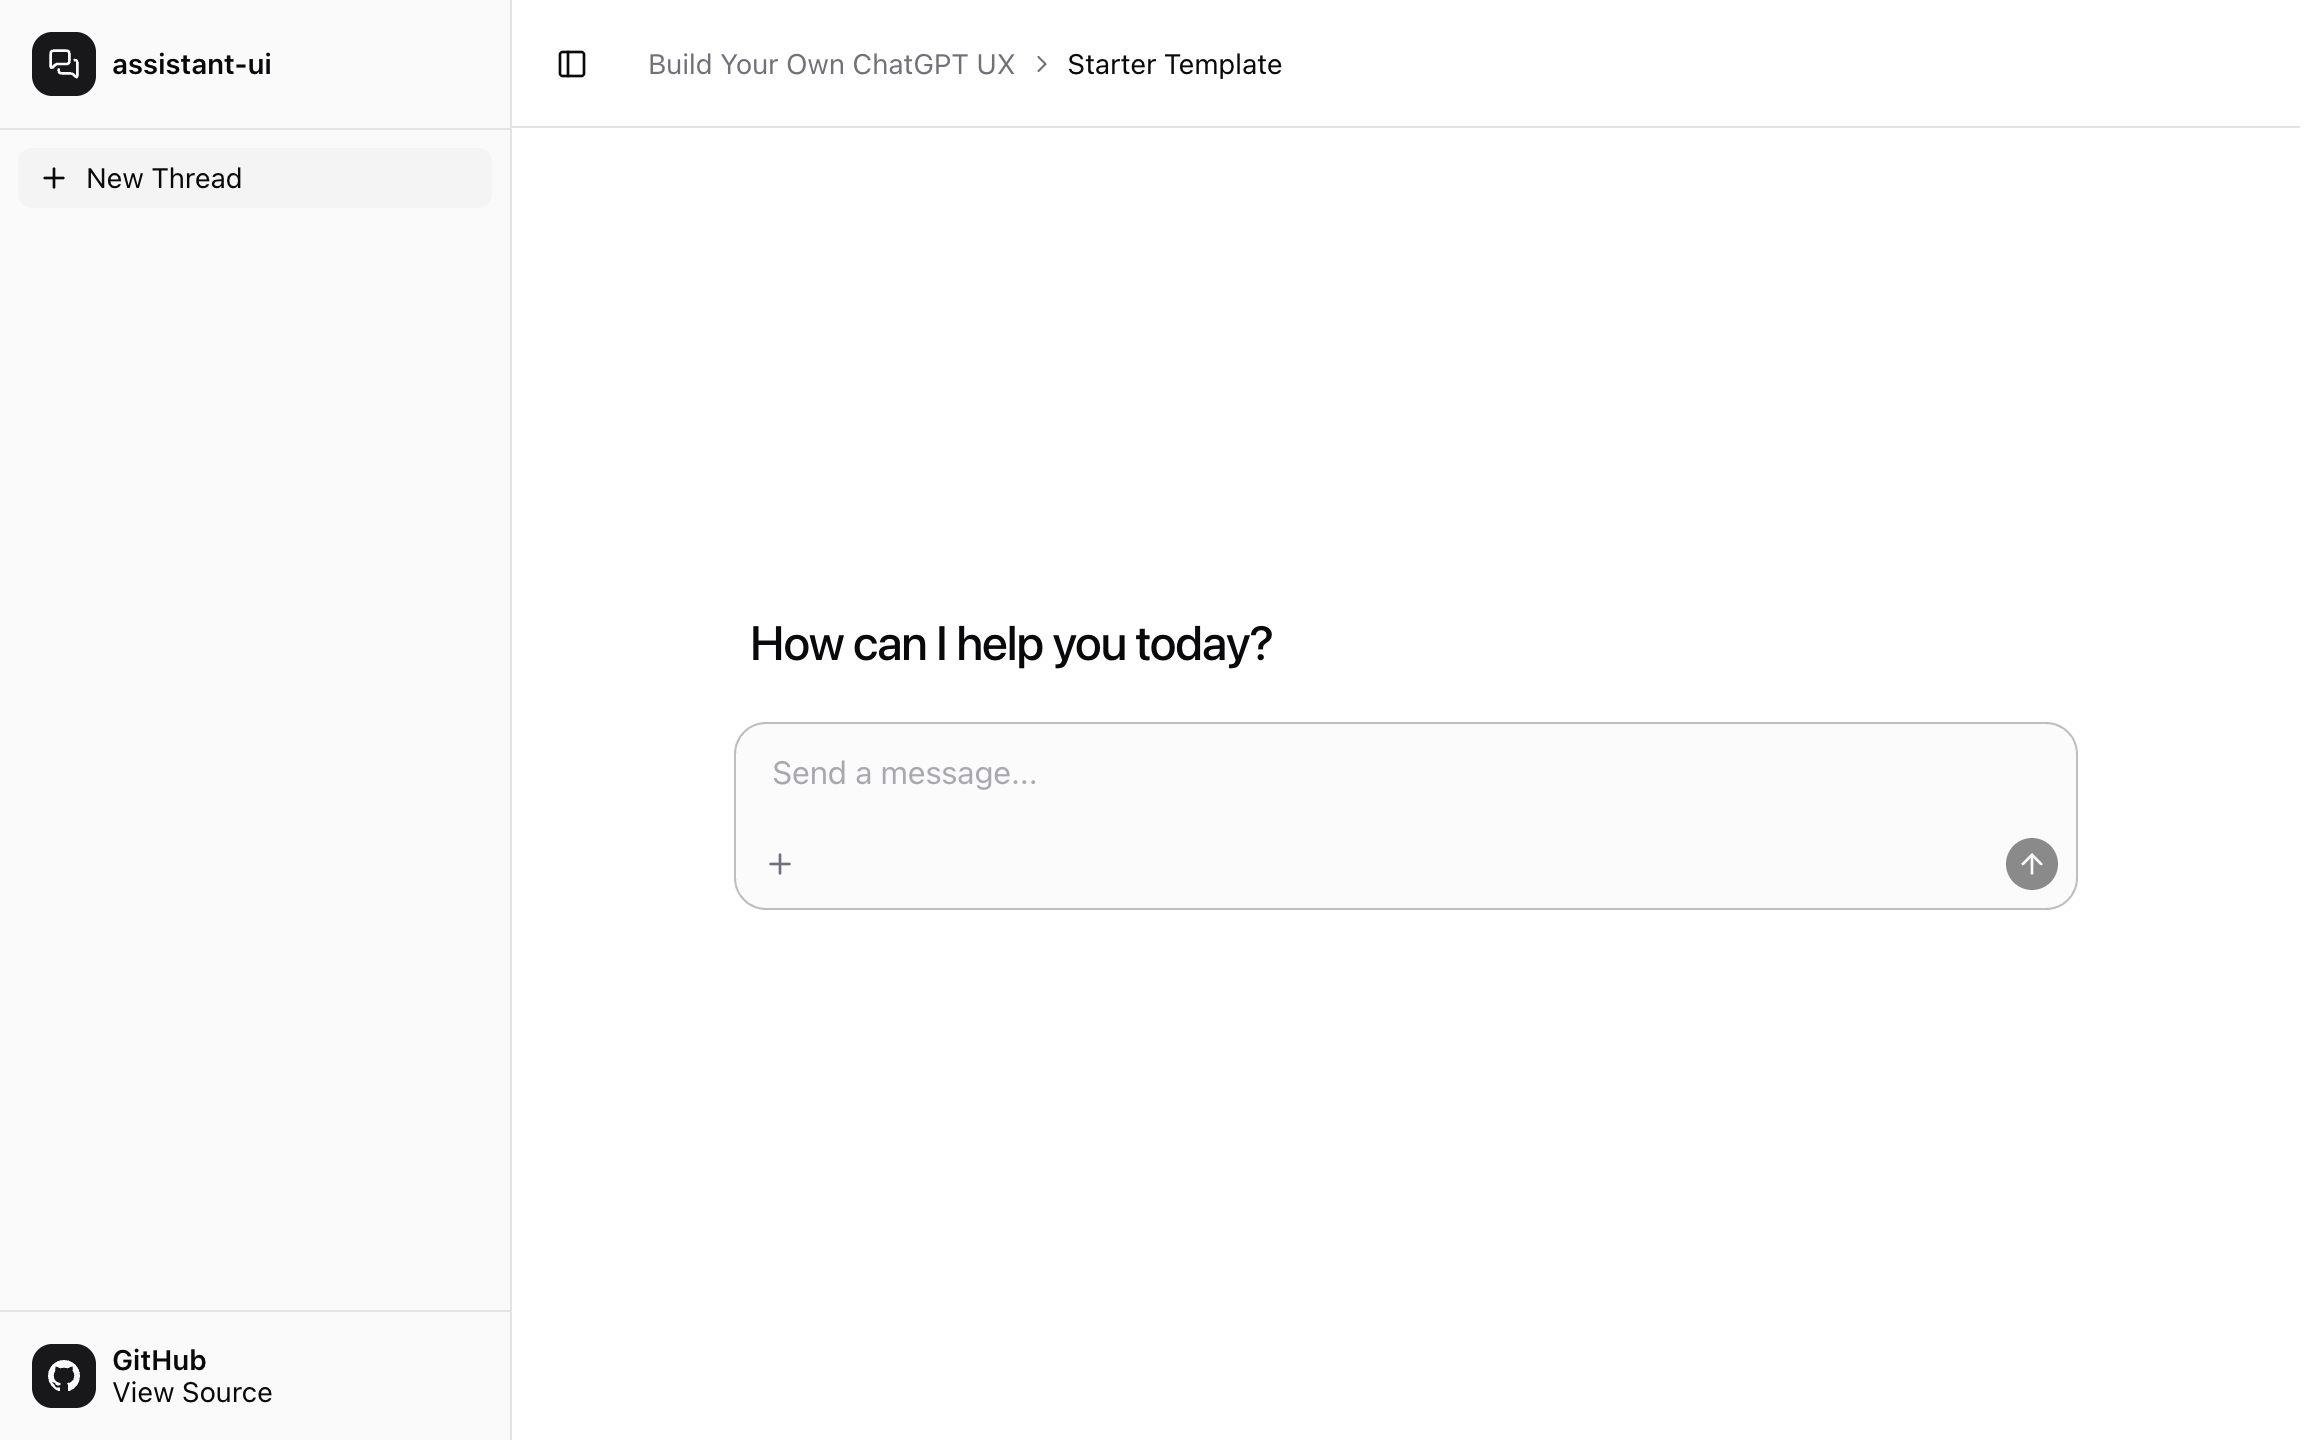 assistant-ui
New Thread
Build Your Own ChatGPT UX > Starter Template
How can I help you today?
Send a message...
GitHub
View Source